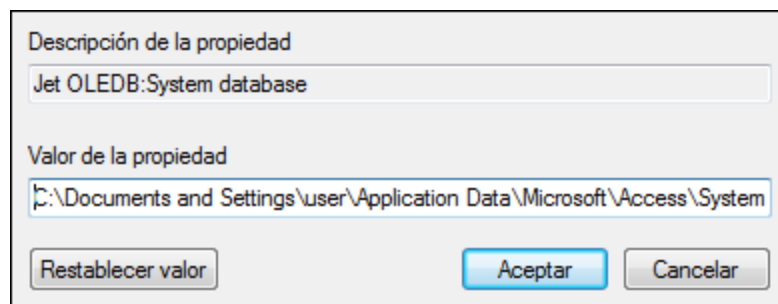 Descripción de la propiedad
Jet OLEDB:System database
Valor de la propiedad
C:\Documents and Settings\user\Application Data\Microsoft\Access\System
Restablecer valor Aceptar Cancelar